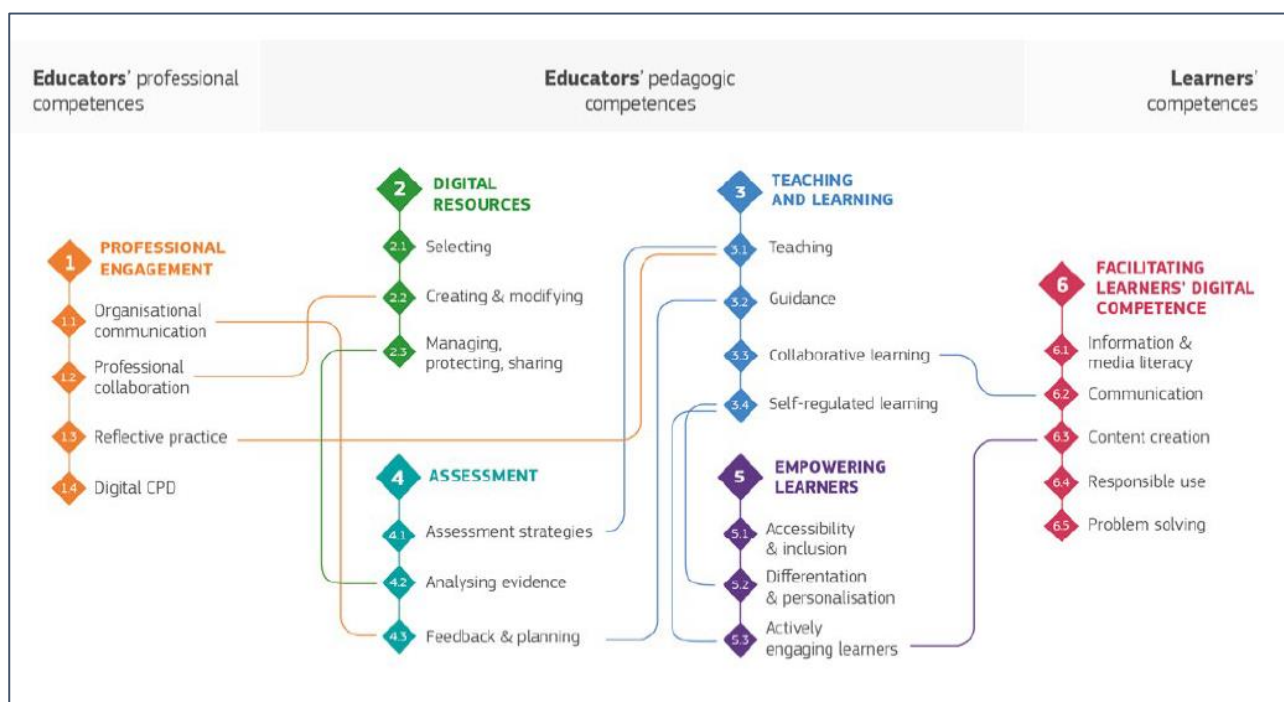 Educators' professional
competences
Educators' pedagogic
competences
Learners'
competences
1
PROFESSIONAL
ENGAGEMENT
1.1
Organisational
communication
1.2
Professional
collaboration
1.3
Reflective practice
1.4
Digital CPD
2
DIGITAL
RESOURCES
2.1
Selecting
2.2
Creating & modifying
2.3
Managing,
protecting, sharing
3
TEACHING
AND LEARNING
3.1
Teaching
3.2
Guidance
3.3
Collaborative learning
3.4
Self-regulated learning
4
ASSESSMENT
4.1
Assessment strategies
4.2
Analysing evidence
4.3
Feedback & planning
5
EMPOWERING
LEARNERS
5.1
Accessibility
& inclusion
5.2
Differentation
& personalisation
5.3
Actively
engaging learners
6
FACILITATING
LEARNERS' DIGITAL
COMPETENCE
6.1
Information &
media literacy
6.2
Communication
6.3
Content creation
6.4
Responsible use
6.5
Problem solving